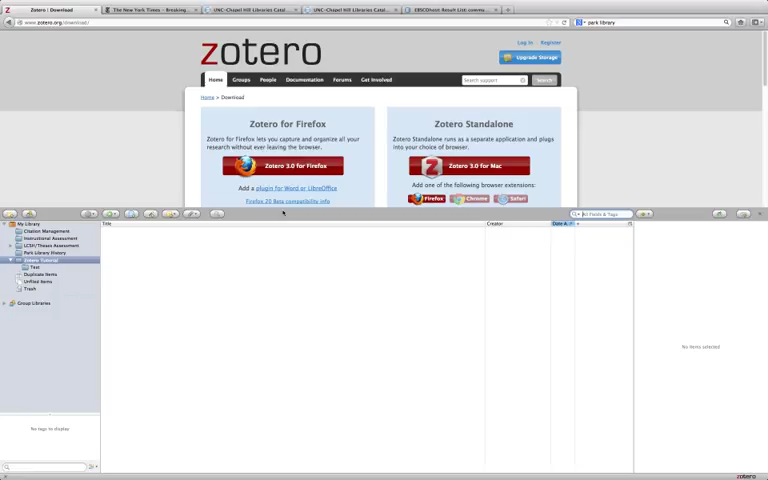 Zotero | Download
The New York Times - Breaking...
UNC-Chapel Hill Libraries Catal...
UNC-Chapel Hill Libraries Catal...
EBSCOhost Result List: commu...
www.zotero.org/download/
park library
zotero
Log In
Register
Upgrade Storage
Home
Groups
People
Documentation
Forums
Get Involved
Search support
Search
Home > Download
Zotero for Firefox
Zotero for Firefox lets you capture and organize all your
research without ever leaving the browser.
Zotero 3.0 for Firefox
Add a plugin for Word or LibreOffice
Firefox 20 Beta compatibility info
Zotero Standalone
Zotero Standalone runs as a separate application and plugs
into your choice of browser.
Zotero 3.0 for Mac
Add one of the following browser extensions:
Firefox
Chrome
Safari
All Fields & Tags
My Library
Citation Management
Instructional Assessment
LCSP/Thesis Assessment
Park Library History
Zotero Tutorial
Test
Duplicate Items
Unfiled Items
Trash
Group Libraries
Title
Creator
Date A...
No items selected
No tags to display
zotero